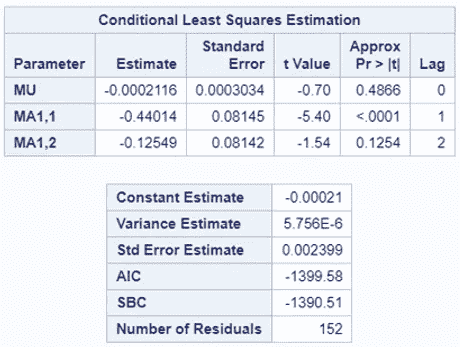 Conditional Least Squares Estimation
Parameter Estimate Standard Error t Value Approx Pr > |t| Lag
MU -0.0002116 0.0003034 -0.70 0.4866 0
MA1,1 -0.44014 0.08145 -5.40 <.0001 1
MA1,2 -0.12549 0.08142 -1.54 0.1254 2
Constant Estimate -0.00021
Variance Estimate 5.756E-6
Std Error Estimate 0.002399
AIC -1399.58
SBC -1390.51
Number of Residuals 152